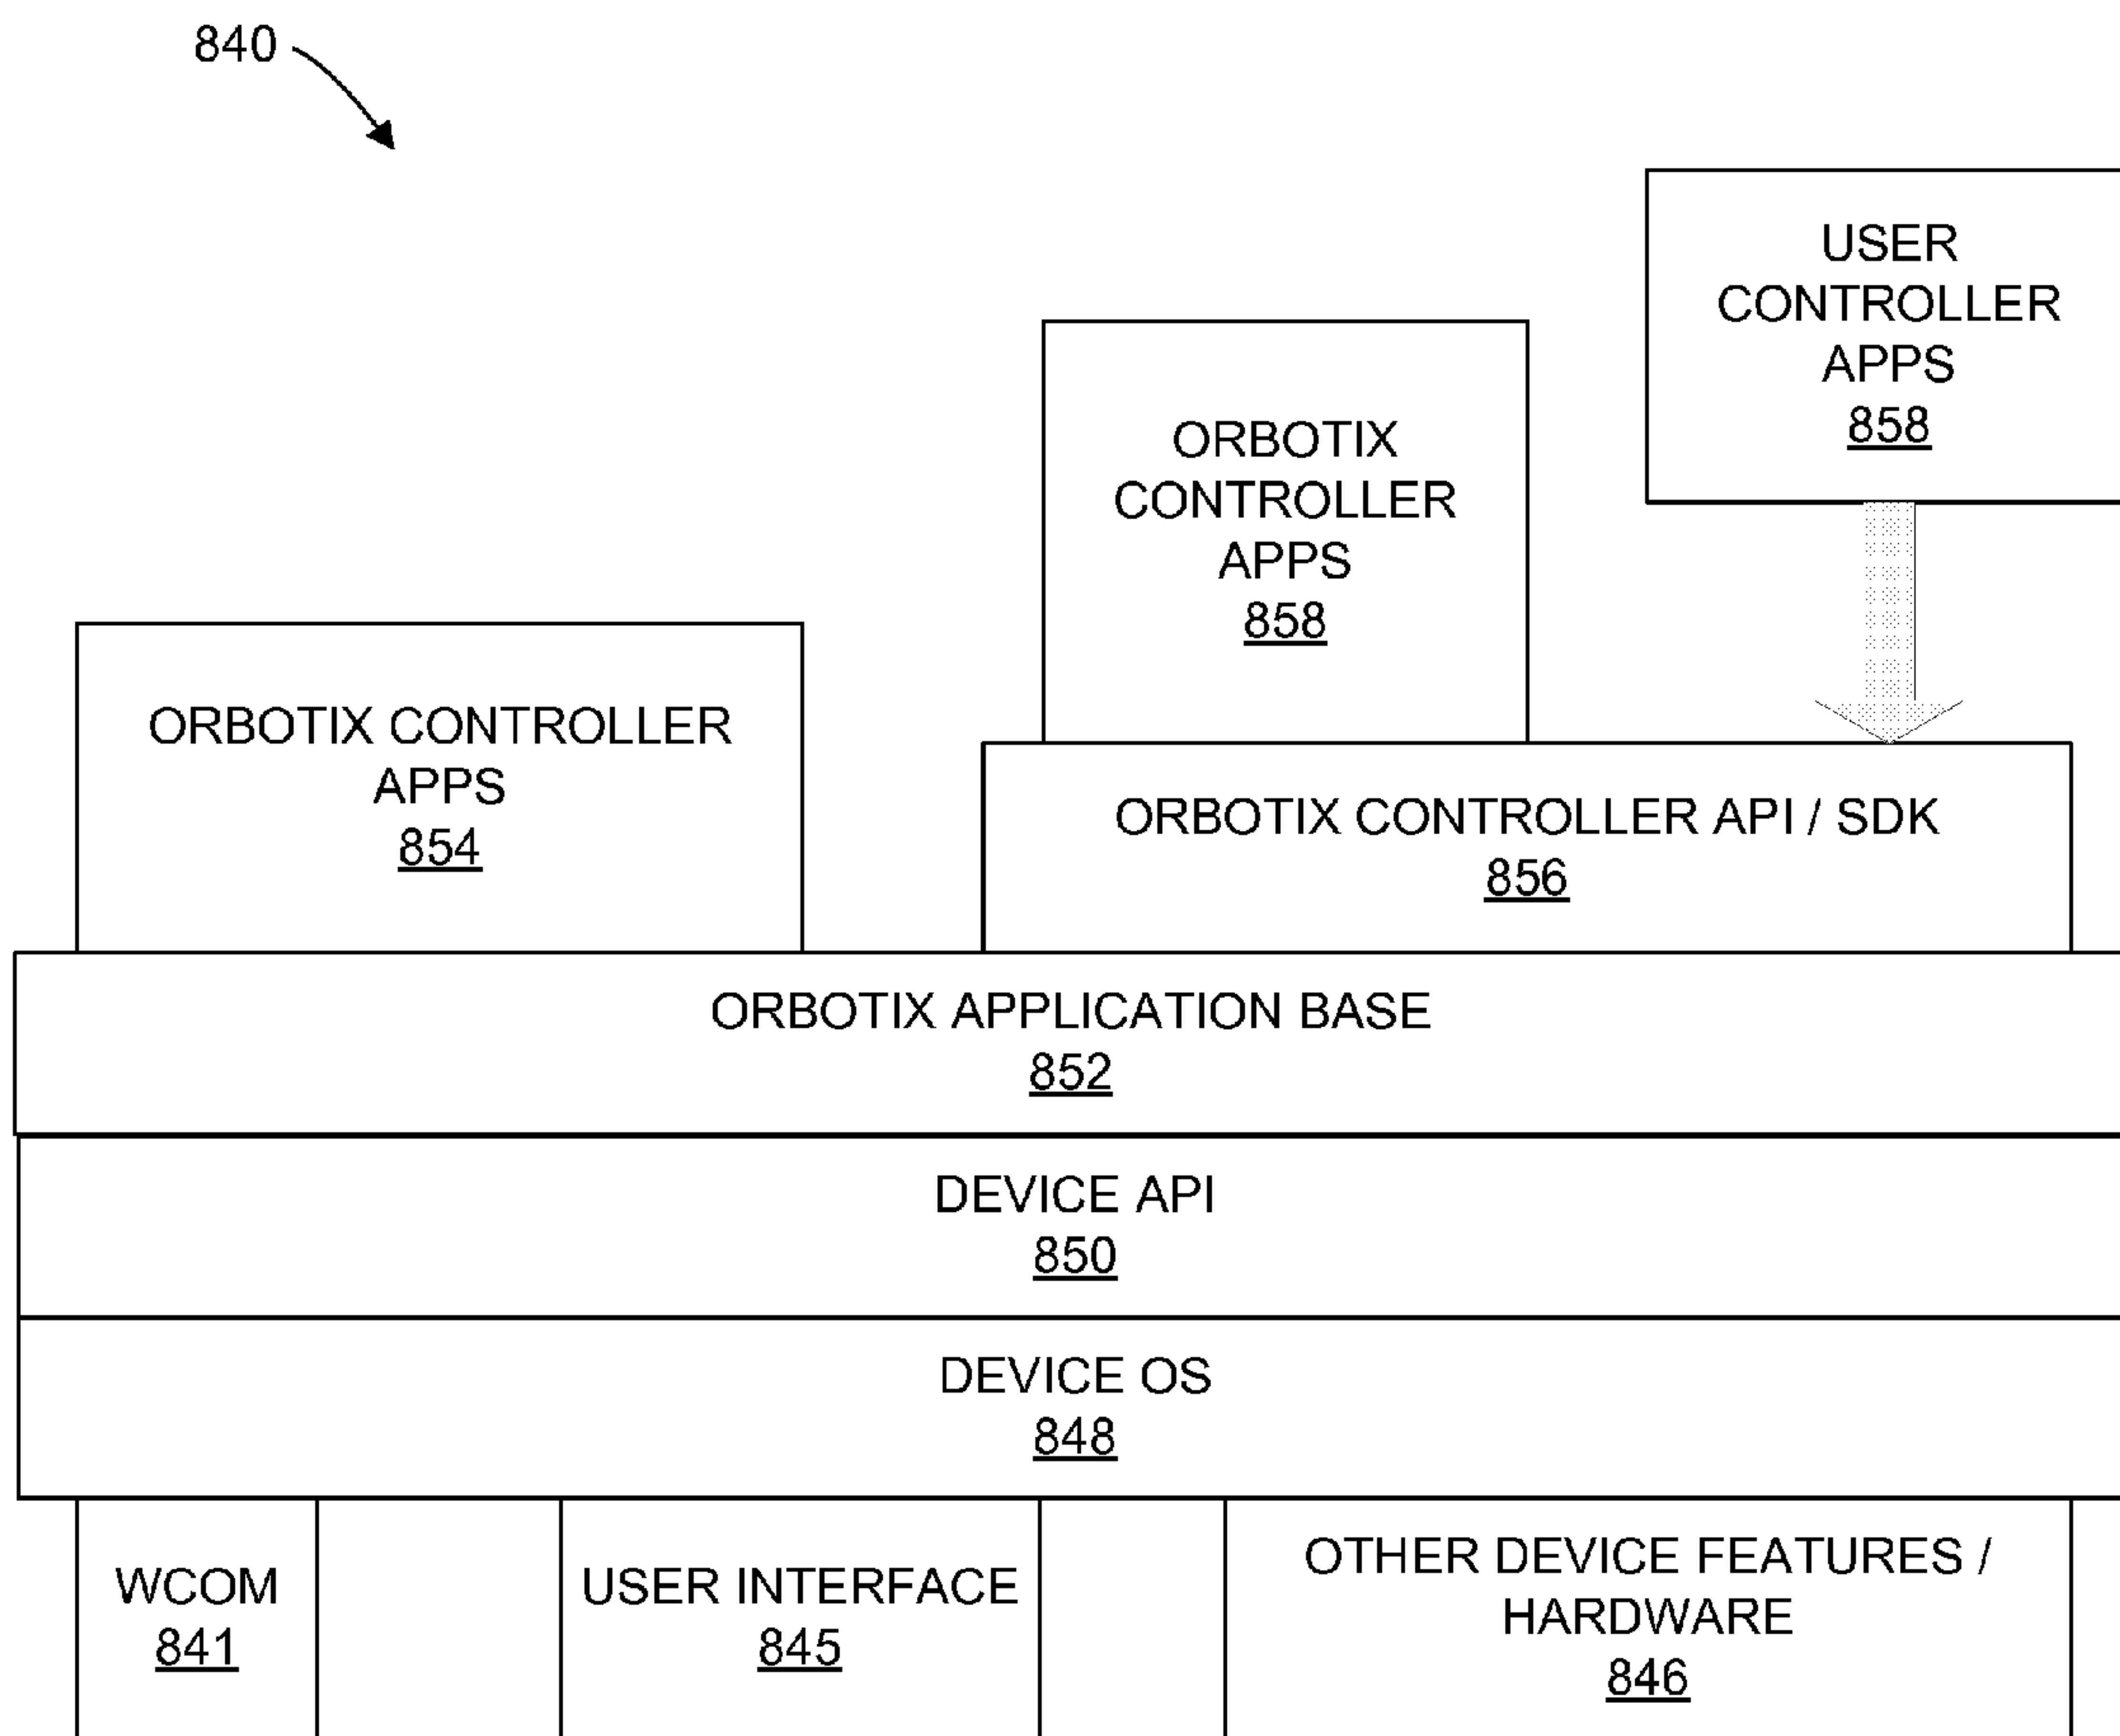 840
USER
CONTROLLER
APPS
858
ORBOTIX
CONTROLLER
APPS
858
ORBOTIX CONTROLLER
APPS
854
ORBOTIX CONTROLLER API / SDK
856
ORBOTIX APPLICATION BASE
852
DEVICE API
850
DEVICE OS
848
WCOM
841
USER INTERFACE
845
OTHER DEVICE FEATURES /
HARDWARE
846